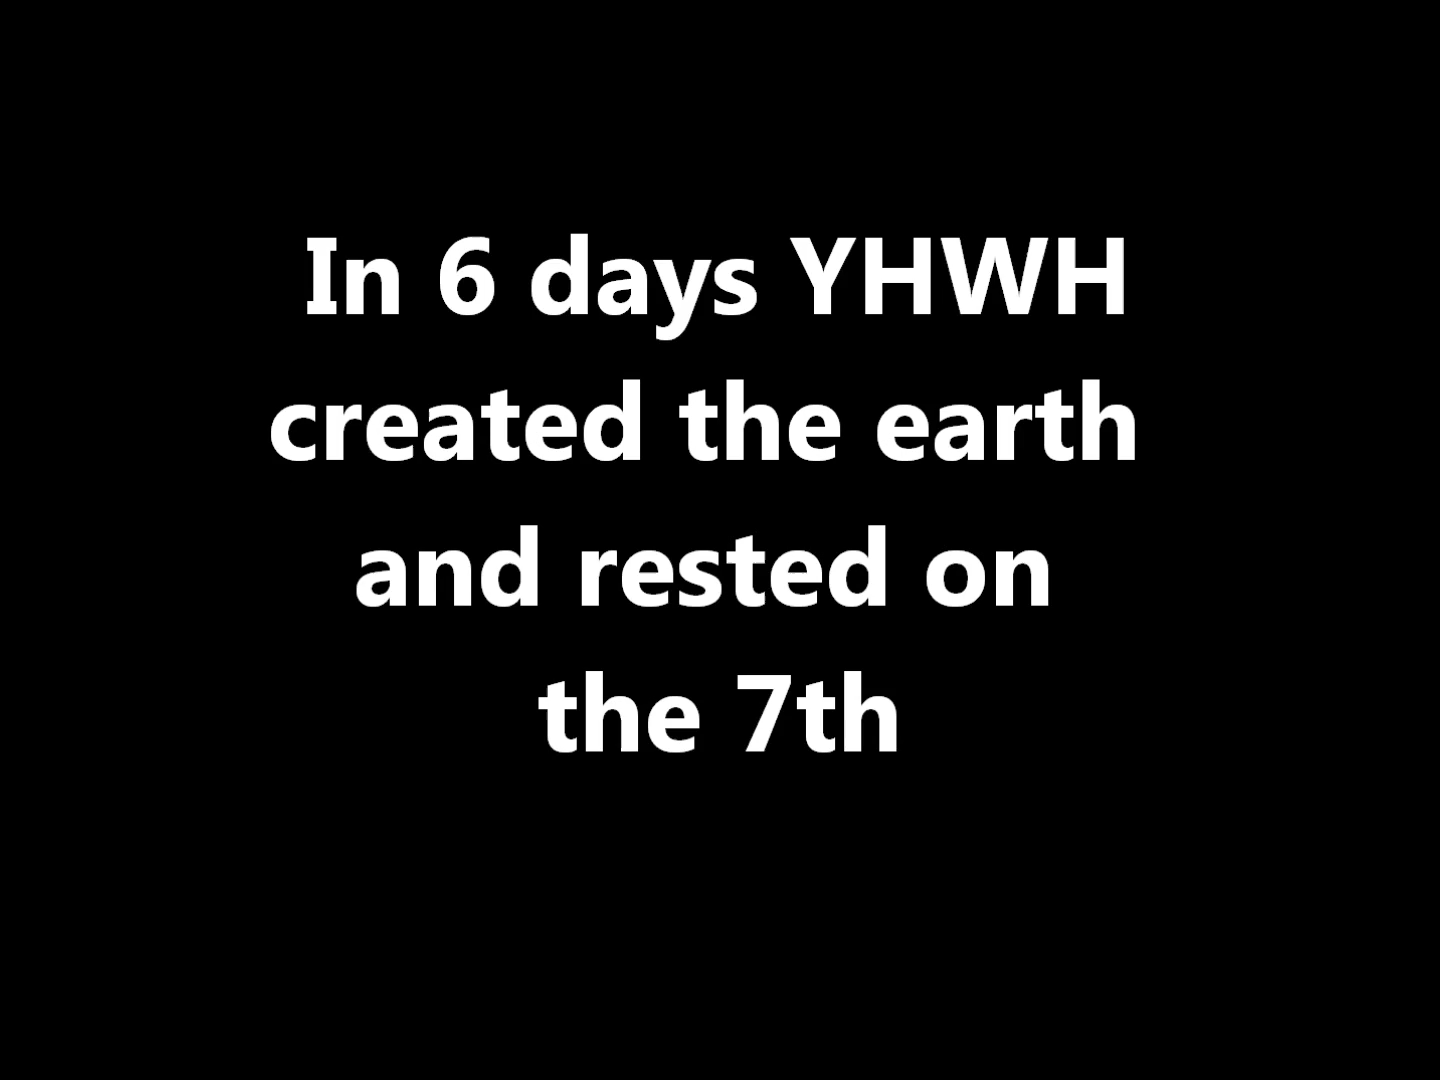 In 6 days YHWH
created the earth
and rested on
the 7th